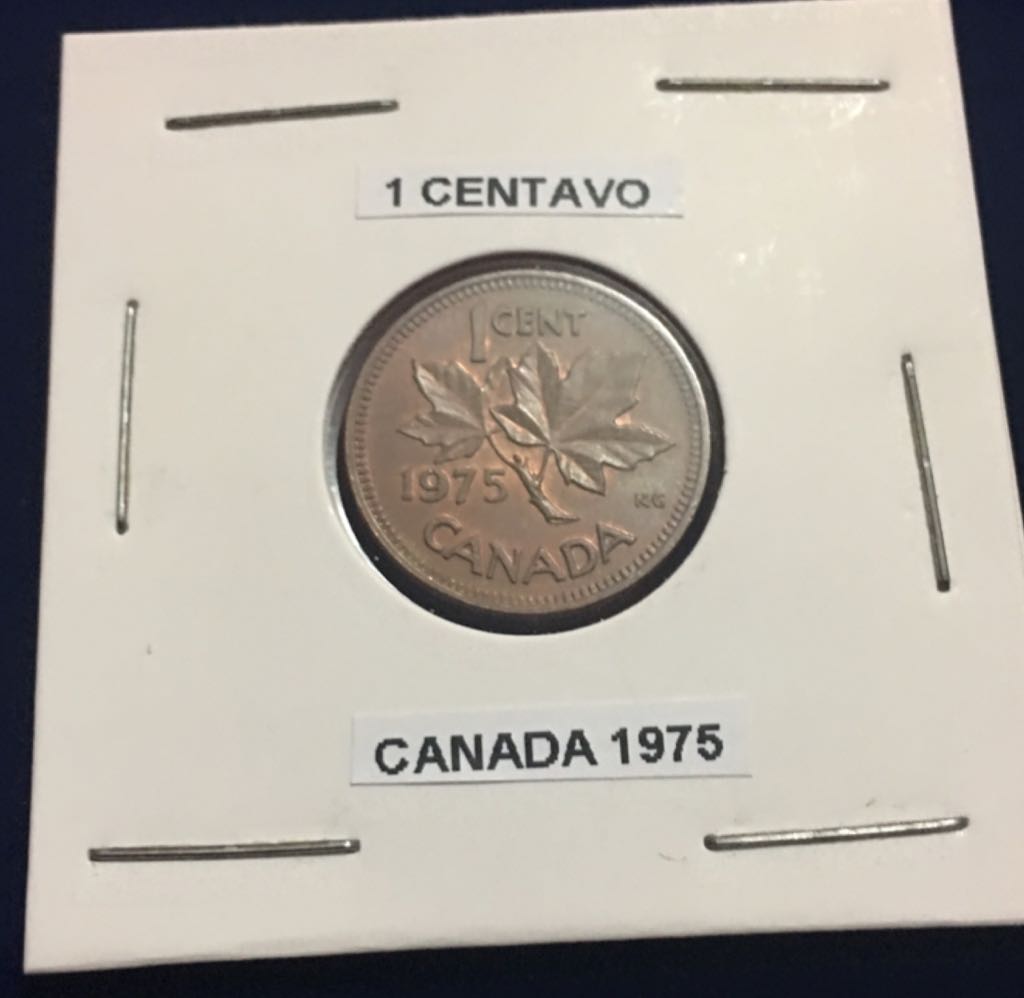 1 CENTAVO
1 CENT
1975
KG
CANADA
CANADA 1975